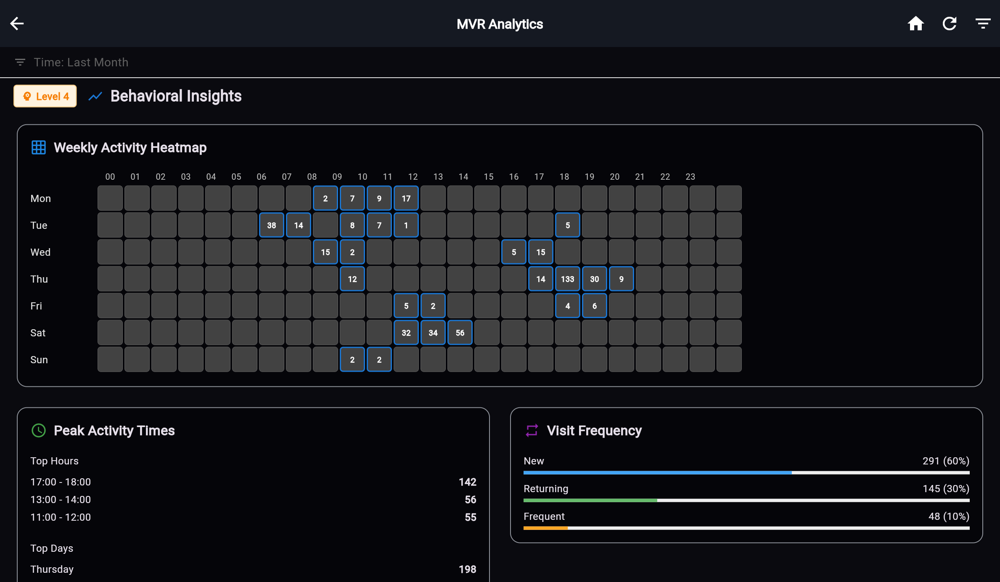 MVR Analytics
Time: Last Month
Level 4
Behavioral Insights
Weekly Activity Heatmap
00 01 02 03 04 05 06 07 08 09 10 11 12 13 14 15 16 17 18 19 20 21 22 23
Mon 2 7 9 17
Tue 38 14 8 7 1 5
Wed 15 2 5 15
Thu 12 14 133 30 9
Fri 5 2 4 6
Sat 32 34 56
Sun 2 2
Peak Activity Times
Top Hours
17:00 - 18:00 142
13:00 - 14:00 56
11:00 - 12:00 55
Top Days
Thursday 198
Visit Frequency
New 291 (60%)
Returning 145 (30%)
Frequent 48 (10%)